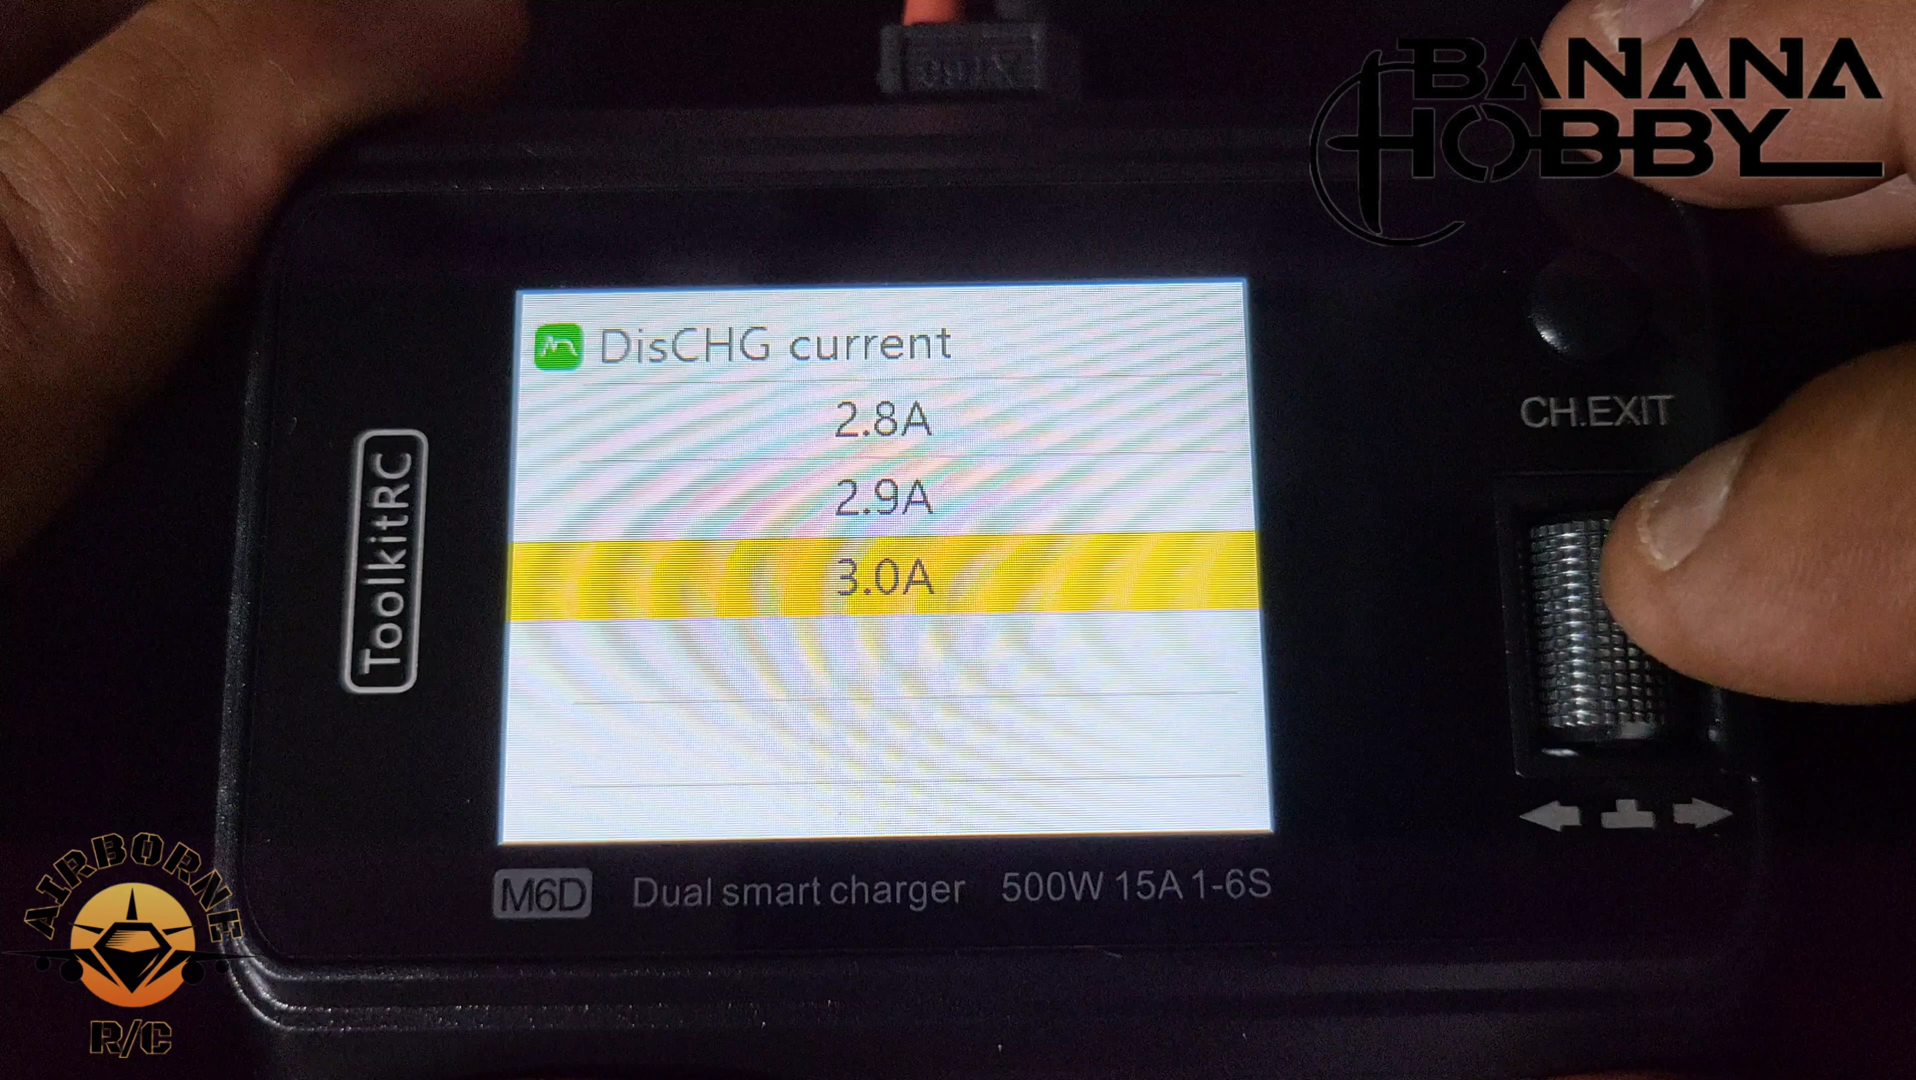 XT60
BANANA
HOBBY
DisCHG current
2.8A
2.9A
3.0A
CH.EXIT
ToolkitRC
M6D Dual smart charger 500W 15A 1-6S
AIRBORNE
R/C